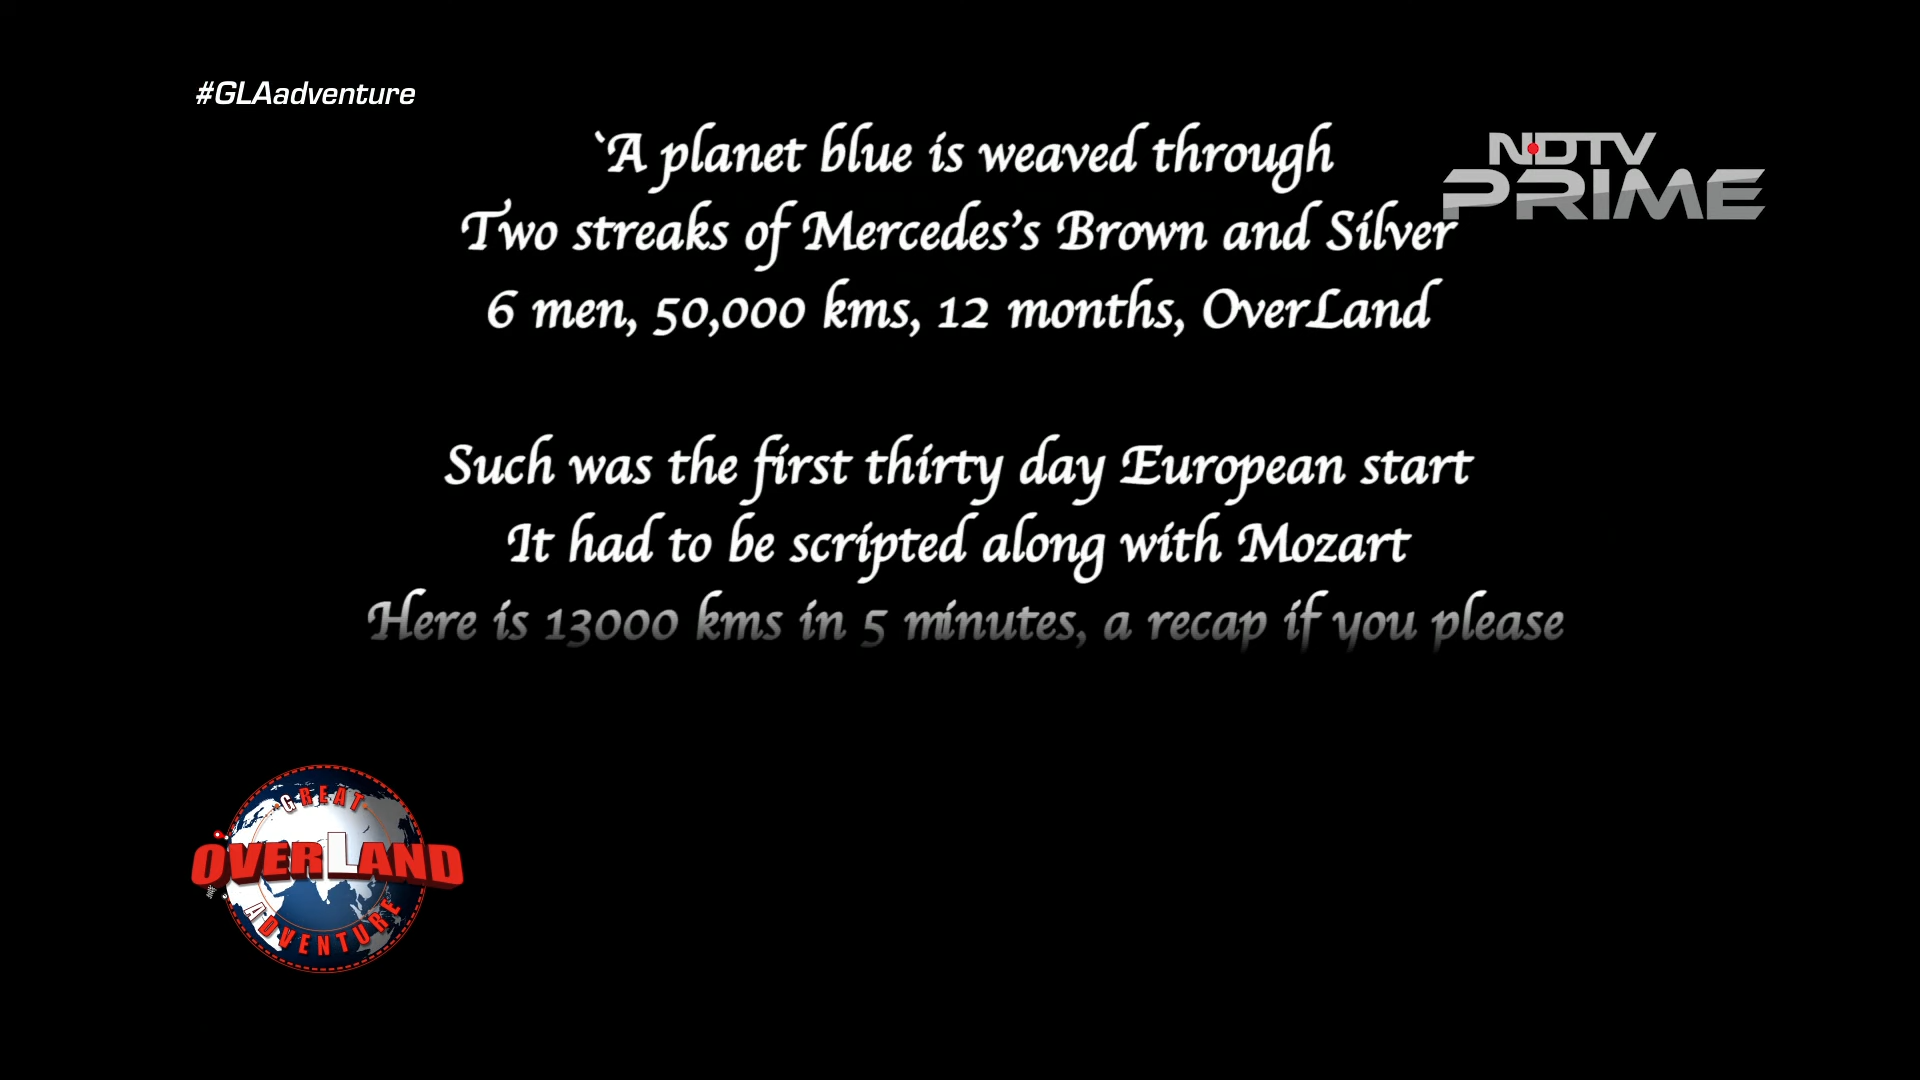 #GLAadventure
NDTV
PRIME
`A planet blue is weaved through
Two streaks of Mercedes's Brown and Silver
6 men, 50,000 kms, 12 months, OverLand
Such was the first thirty day European start
It had to be scripted along with Mozart
Here is 13000 kms in 5 minutes, a recap if you please
GREAT
OVERLAND
ADVENTURE